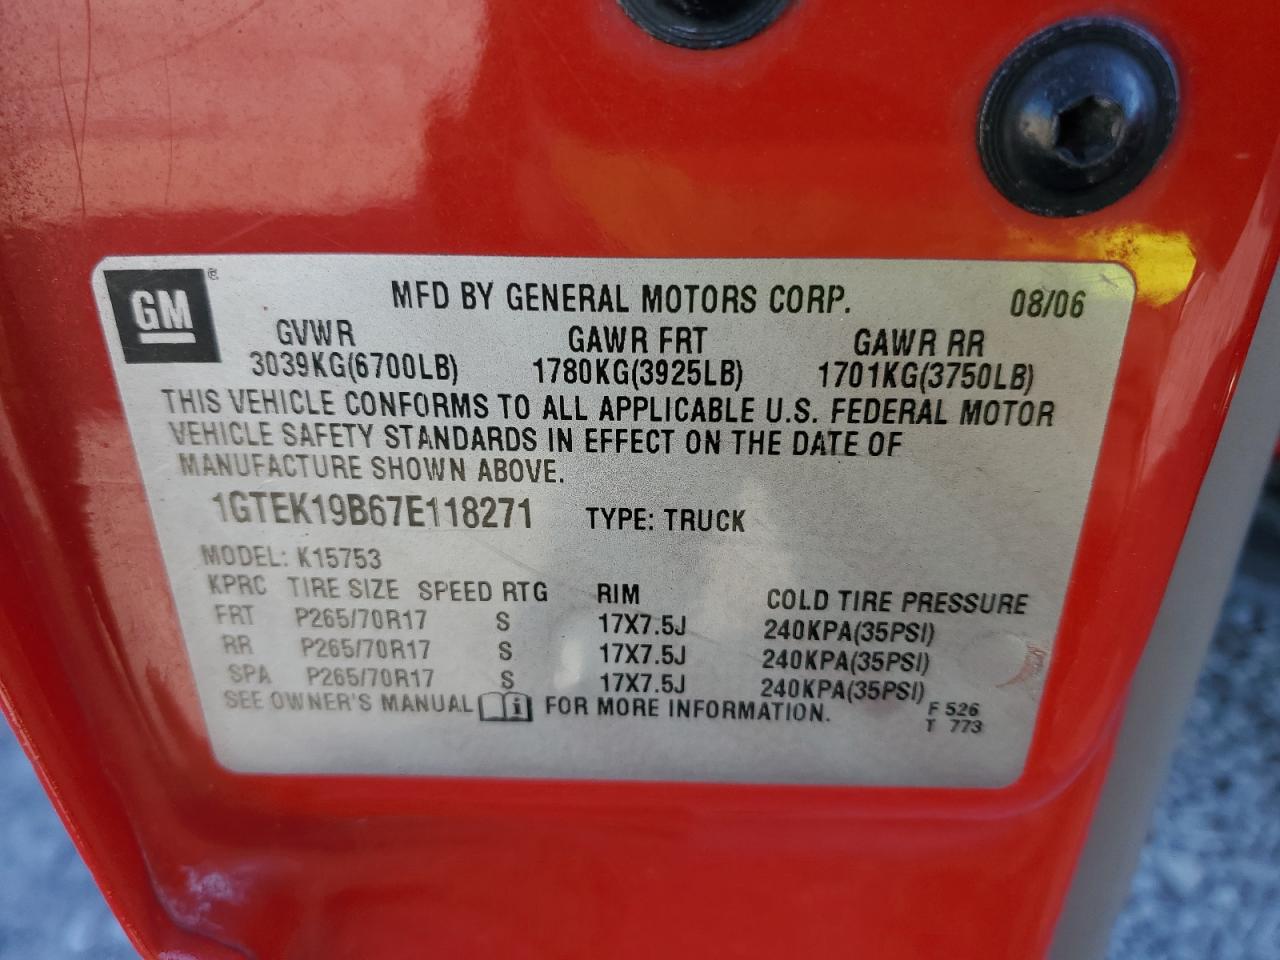 GM ®
MFD BY GENERAL MOTORS CORP. 08/06
GVWR GAWR FRT GAWR RR
3039KG(6700LB) 1780KG(3925LB) 1701KG(3750LB)
THIS VEHICLE CONFORMS TO ALL APPLICABLE U.S. FEDERAL MOTOR
VEHICLE SAFETY STANDARDS IN EFFECT ON THE DATE OF
MANUFACTURE SHOWN ABOVE.
1GTEK19B67E118271 TYPE: TRUCK
MODEL: K15753
KPRC TIRE SIZE SPEED RTG RIM COLD TIRE PRESSURE
FRT P265/70R17 S 17X7.5J 240KPA(35PSI)
RR P265/70R17 S 17X7.5J 240KPA(35PSI)
SPA P265/70R17 S 17X7.5J 240KPA(35PSI)
SEE OWNER'S MANUAL i FOR MORE INFORMATION. F 526
T 773